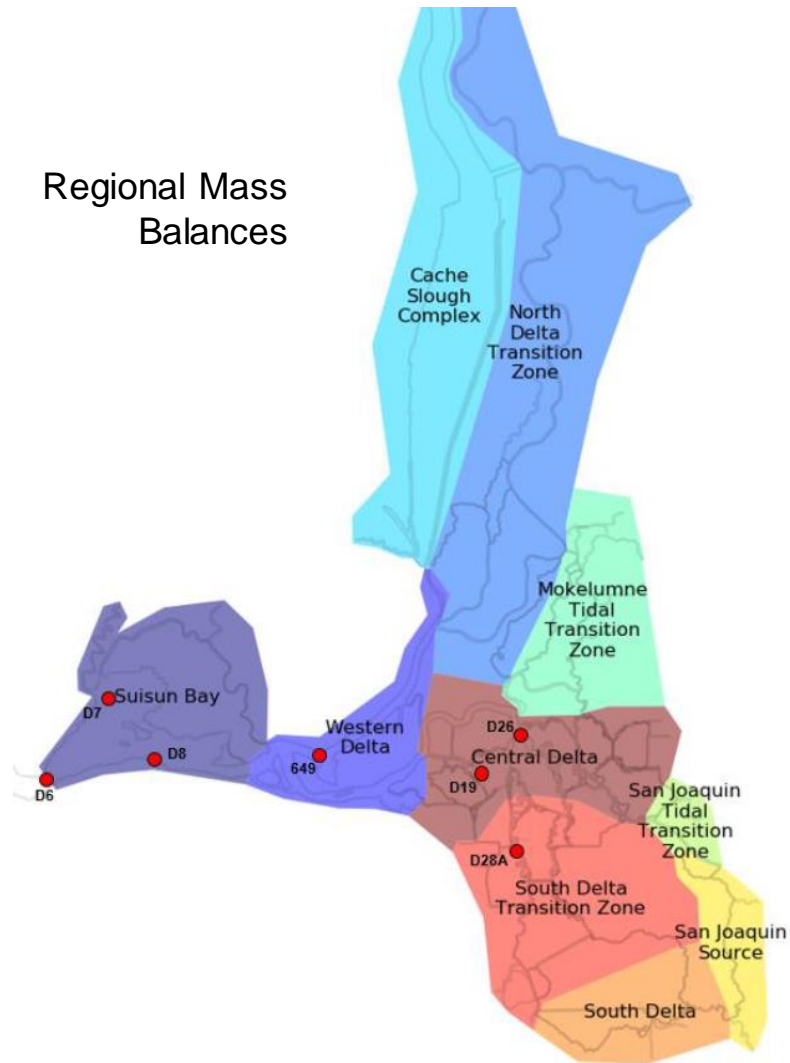 Regional Mass
Balances
Cache
Slough
Complex
North
Delta
Transition
Zone
Mokelumne
Tidal
Transition
Zone
Suisun Bay
D7
D8
D6
Western
Delta
649
D26
Central Delta
D19
San Joaquin
Tidal
Transition
Zone
D28A
South Delta
Transition Zone
San Joaquin
Source
South Delta